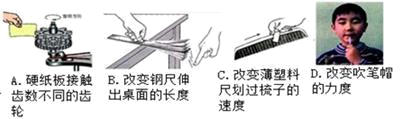 A.硬纸板接触齿数不同的齿轮
B.改变钢尺伸出桌面的长度
C.改变薄塑料尺划过梳子的速度
D.改变吹笔帽的力度